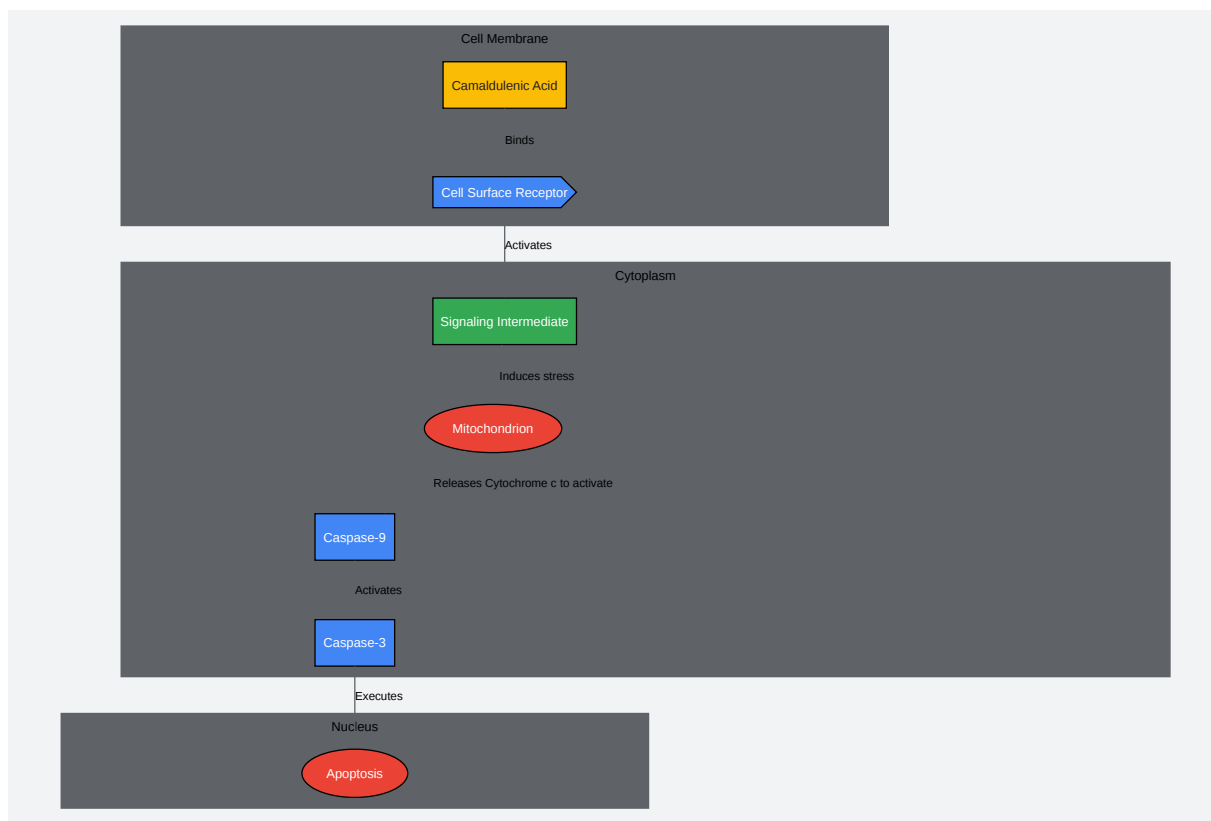 Cell Membrane
Camaldulenic Acid
Binds
Cell Surface Receptor
Activates
Cytoplasm
Signaling Intermediate
Induces stress
Mitochondrion
Releases Cytochrome c to activate
Caspase-9
Activates
Caspase-3
Executes
Nucleus
Apoptosis